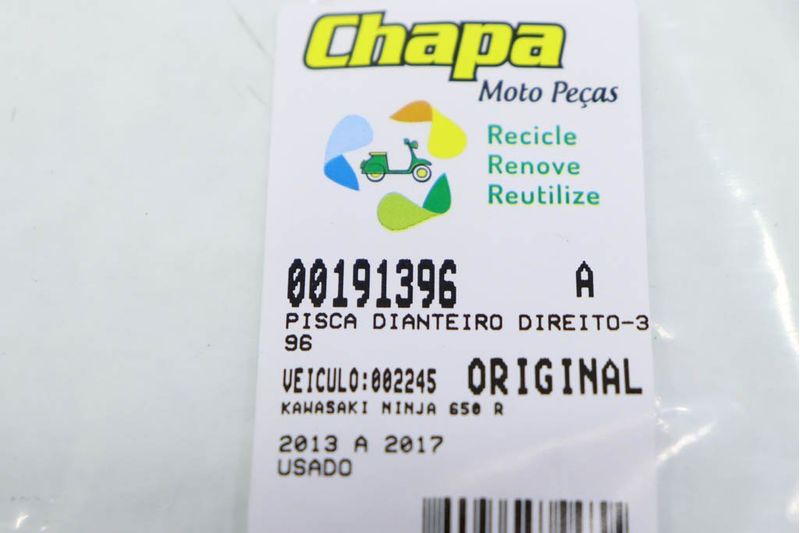 Chapa
Moto Peças
Recicle
Renove
Reutilize
00191396 A
PISCA DIANTEIRO DIREITO-3
96
VEICULO:002245 ORIGINAL
KAWASAKI NINJA 650 R
2013 A 2017
USADO